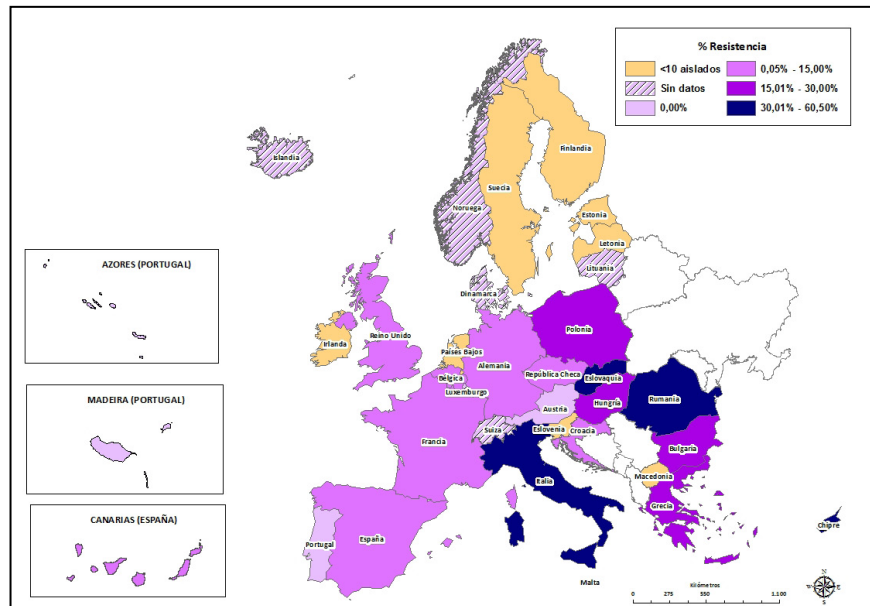 % Resistencia
<10 aislados
0,05% - 15,00%
Sin datos
15,01% - 30,00%
0,00%
30,01% - 60,50%
Islandia
Finlandia
Suecia
Noruega
Estonia
Letonia
Lituania
Dinamarca
AZORES (PORTUGAL)
Irlanda
Reino Unido
Países Bajos
Polonia
Alemania
Bélgica
República Checa
Luxemburgo
Eslovaquia
MADEIRA (PORTUGAL)
Austria
Hungría
Rumanía
Suiza
Eslovenia
Croacia
Francia
Bulgaria
Italia
Macedonia
Grecia
CANARIAS (ESPAÑA)
Portugal
España
Chipre
Malta
Kilómetros
0 275 550 1.100
N
W E
S